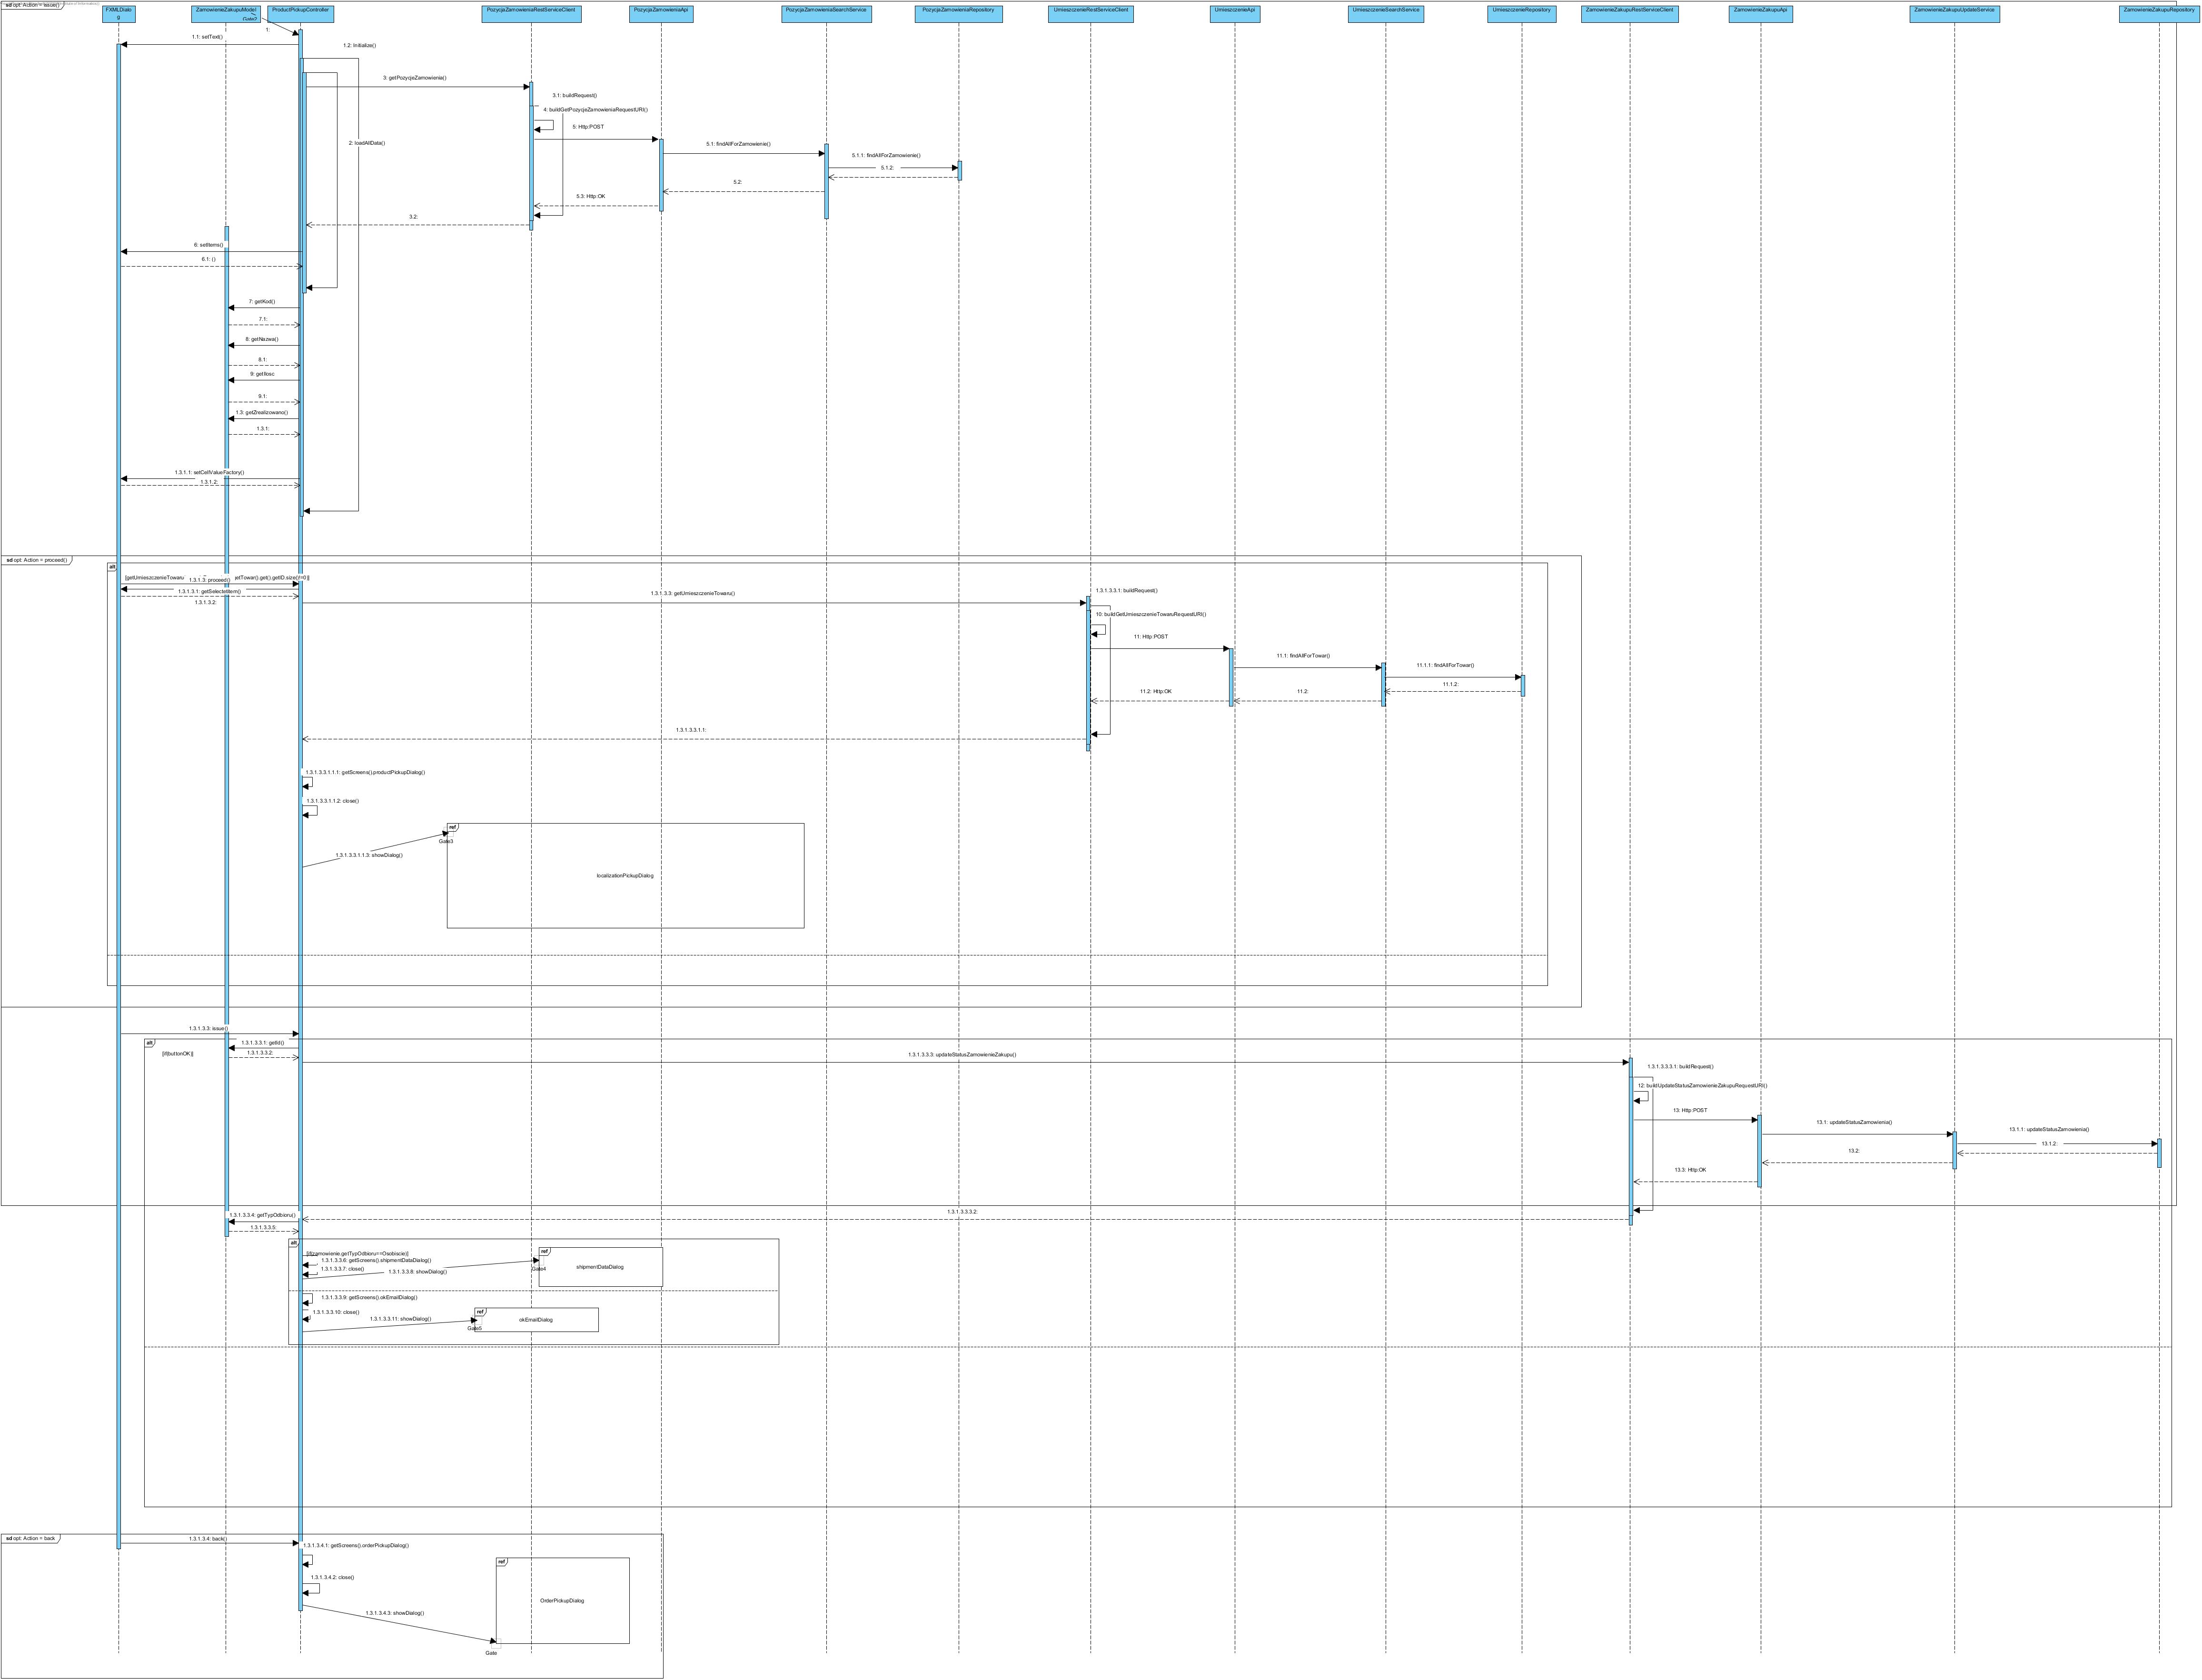 sd opt: Action = issue()
FXMLDialo
g
ZamowienieZakupuModel
Gate2
ProductPickupController
PozycjaZamowieniaRestServiceClient
PozycjaZamowieniaApi
PozycjaZamowieniaSearchService
PozycjaZamowieniaRepository
UmieszczenieRestServiceClient
UmieszczenieApi
UmieszczenieSearchService
UmieszczenieRepository
ZamowienieZakupuRestServiceClient
ZamowienieZakupuApi
ZamowienieZakupuUpdateService
ZamowienieZakupuRepository
1:
1.1: setText()
1.2: Initialize()
3: getPozycjeZamowienia()
3.1: buildRequest()
4: buildGetPozycjeZamowieniaRequestURI()
5: Http:POST
2: loadAllData()
5.1: findAllForZamowienie()
5.1.1: findAllForZamowienie()
5.1.2:
5.2:
5.3: Http:OK
3.2:
6: setItems()
6.1: ()
7: getKod()
7.1:
8: getNazwa()
8.1:
9: getIlosc
9.1:
1.3: getZrealizowano()
1.3.1:
1.3.1.1: setCellValueFactory()
1.3.1.2:
sd opt: Action = proceed()
alt
[getUmieszczenieTowaru
etTowar().get().getID.size()!=0]
1.3.1.3: proceed()
1.3.1.3.1: getSelectetItem()
1.3.1.3.2:
1.3.1.3.3: getUmieszczenieTowaru()
1.3.1.3.3.1: buildRequest()
10: buildGetUmieszczenieTowaruRequestURI()
11: Http:POST
11.1: findAllForTowar()
11.1.1: findAllForTowar()
11.1.2:
11.2: Http:OK
11.2:
1.3.1.3.3.1.1:
1.3.1.3.3.1.1.1: getScreens().productPickupDialog()
1.3.1.3.3.1.1.2: close()
ref
Gate3
1.3.1.3.3.1.1.3: showDialog()
localizationPickupDialog
1.3.1.3.3: issue()
alt
[if(buttonOK)]
1.3.1.3.3.1: getId()
1.3.1.3.3.2:
1.3.1.3.3.3: updateStatusZamowienieZakupu()
1.3.1.3.3.3.1: buildRequest()
12: buildUpdateStatusZamowienieZakupuRequestURI()
13: Http:POST
13.1: updateStatusZamowienia()
13.1.1: updateStatusZamowienia()
13.1.2:
13.2:
13.3: Http:OK
1.3.1.3.3.3.2:
1.3.1.3.3.4: getTypOdbioru()
1.3.1.3.3.5:
alt
[if(zamowienie.getTypOdbioru==Osobiscie)]
1.3.1.3.3.6: getScreens().shipmentDataDialog()
1.3.1.3.3.7: close()
1.3.1.3.3.8: showDialog()
ref
Gate4
shipmentDataDialog
1.3.1.3.3.9: getScreens().okEmailDialog()
1.3.1.3.3.10: close()
1.3.1.3.3.11: showDialog()
ref
Gate5
okEmailDialog
sd opt: Action = back
1.3.1.3.4: back()
1.3.1.3.4.1: getScreens().orderPickupDialog()
ref
1.3.1.3.4.2: close()
OrderPickupDialog
1.3.1.3.4.3: showDialog()
Gate